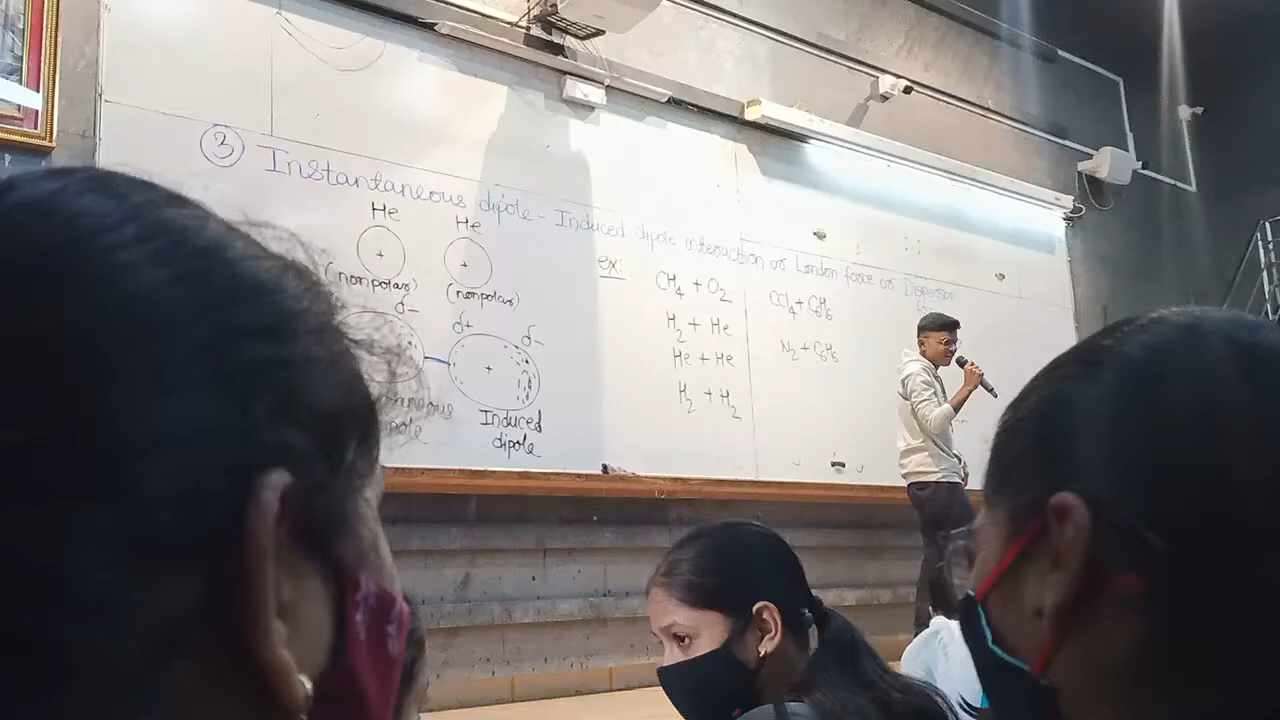 ③ Instantaneous dipole - Induced dipole interaction or London force or Dispersion
He He
+ +
(nonpolar) (nonpolar)
δ- δ+ δ-
+
Induced
dipole
ex:
CH4 + O2
H2 + He
He + He
H2 + H2
CCl4 + C6H6
N2 + C6H6